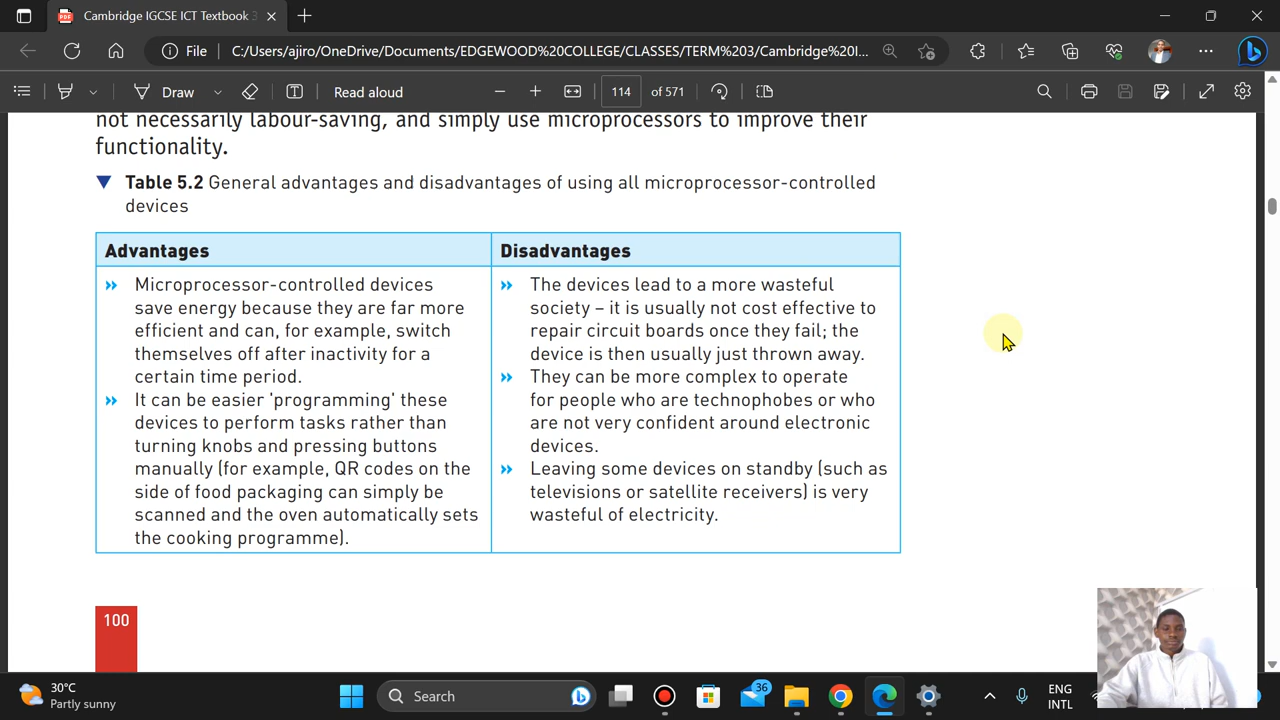 Cambridge IGCSE ICT Textbook 3
File
C:/Users/ajiro/OneDrive/Documents/EDGEWOOD%20COLLEGE/CLASSES/TERM%203/Cambridge%20I...
Draw
Read aloud
114 of 571
not necessarily labour-saving, and simply use microprocessors to improve their
functionality.
▼ Table 5.2 General advantages and disadvantages of using all microprocessor-controlled
devices
Advantages
» Microprocessor-controlled devices
save energy because they are far more
efficient and can, for example, switch
themselves off after inactivity for a
certain time period.
» It can be easier 'programming' these
devices to perform tasks rather than
turning knobs and pressing buttons
manually (for example, QR codes on the
side of food packaging can simply be
scanned and the oven automatically sets
the cooking programme).
Disadvantages
» The devices lead to a more wasteful
society – it is usually not cost effective to
repair circuit boards once they fail; the
device is then usually just thrown away.
» They can be more complex to operate
for people who are technophobes or who
are not very confident around electronic
devices.
» Leaving some devices on standby (such as
televisions or satellite receivers) is very
wasteful of electricity.
100
30°C
Partly sunny
Search
36
ENG
INTL